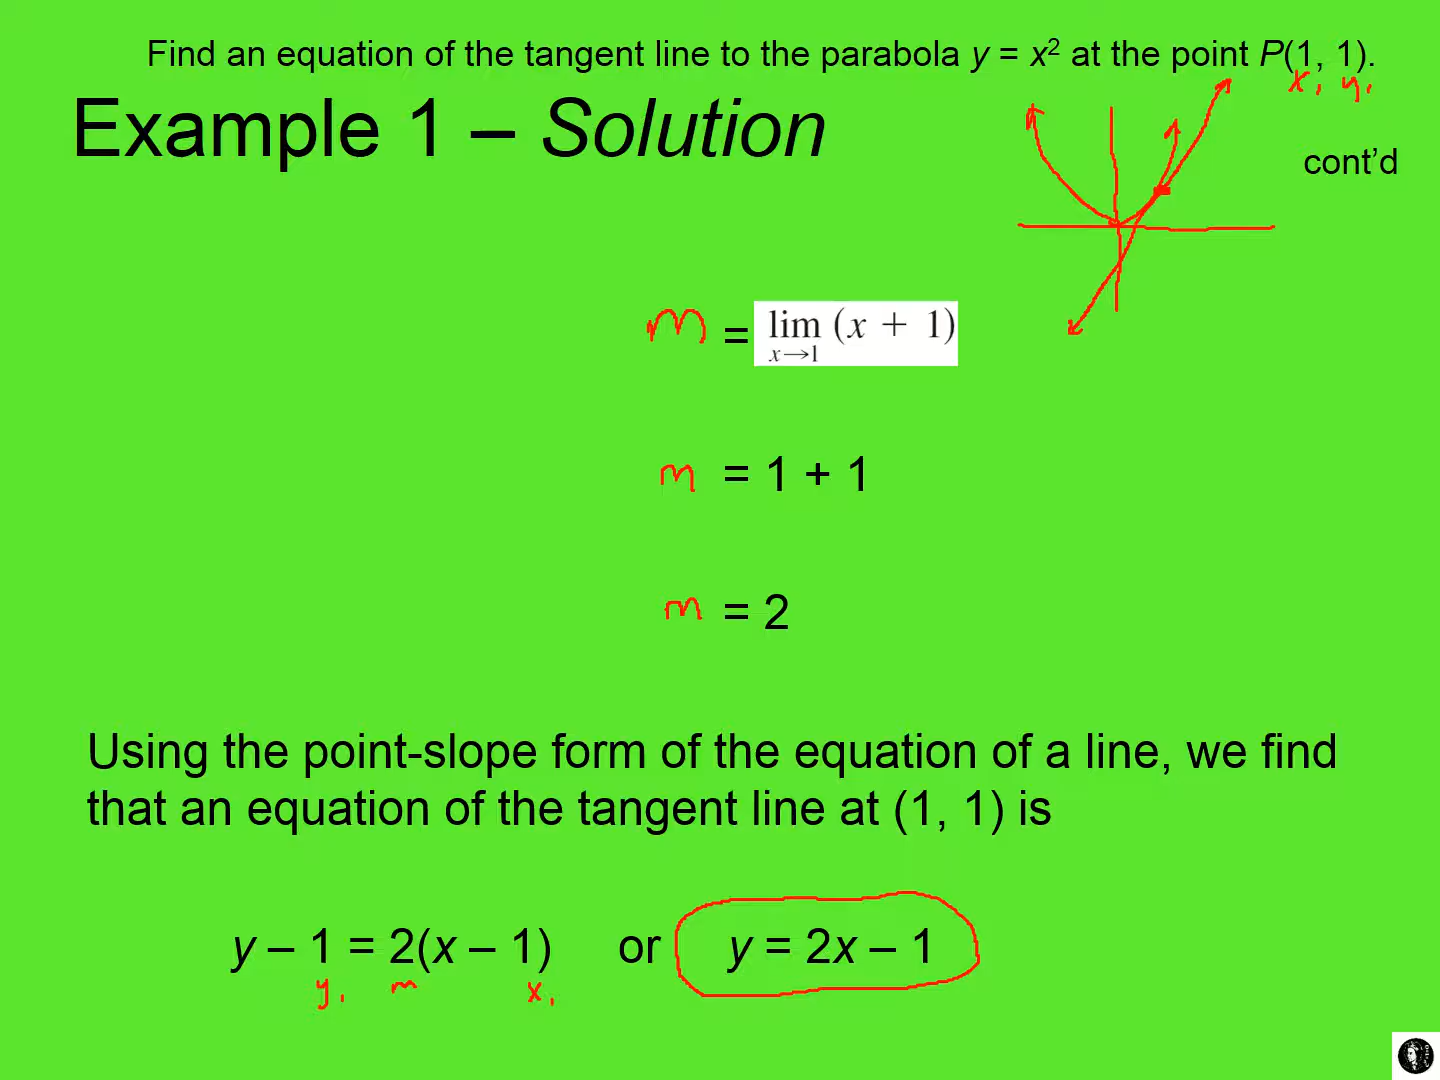 Find an equation of the tangent line to the parabola y = x² at the point P(1, 1).
x₁ y₁
Example 1 – Solution
cont’d
m = lim (x + 1)
x→1
m = 1 + 1
m = 2
Using the point-slope form of the equation of a line, we find
that an equation of the tangent line at (1, 1) is
y – 1 = 2(x – 1) or y = 2x – 1
y₁ m x₁